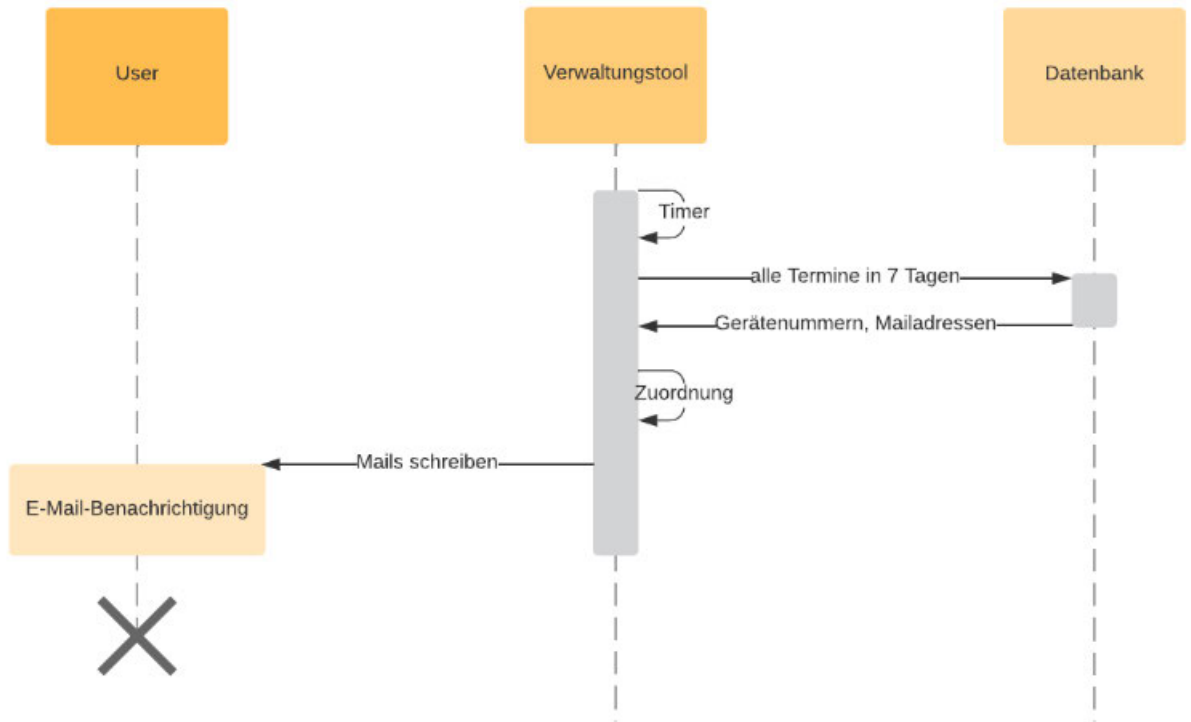 User
Verwaltungstool
Datenbank
Timer
alle Termine in 7 Tagen
Gerätenummern, Mailadressen
Zuordnung
Mails schreiben
E-Mail-Benachrichtigung